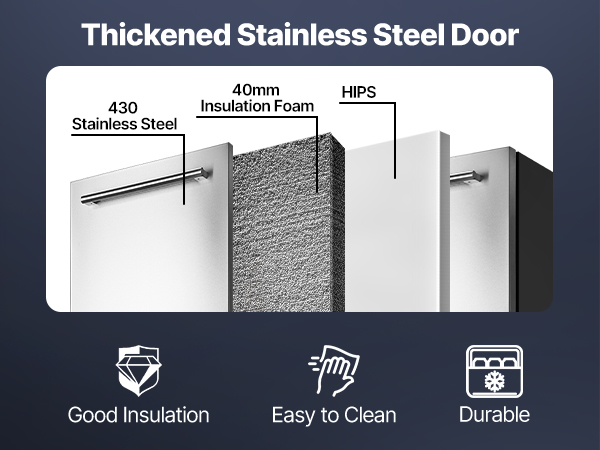 Thickened Stainless Steel Door
430
Stainless Steel
40mm
Insulation Foam
HIPS
Good Insulation
Easy to Clean
Durable